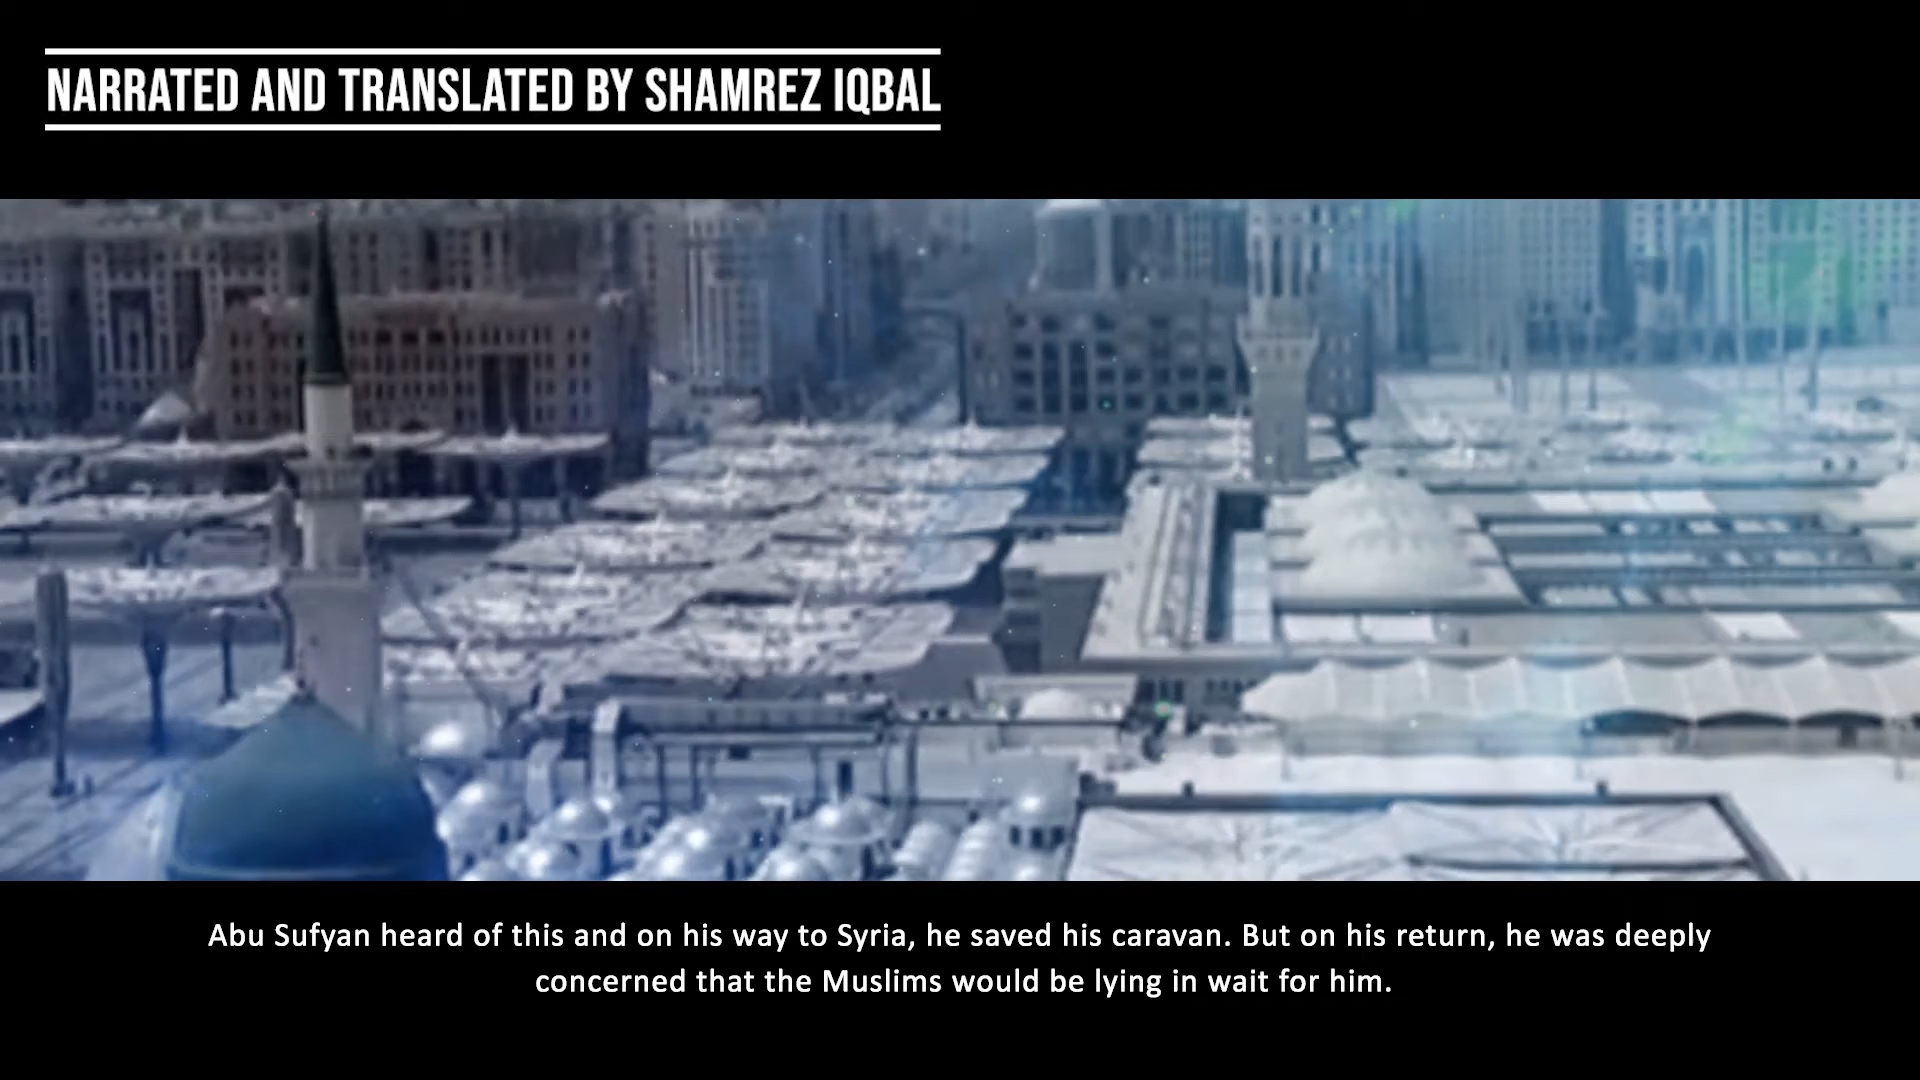 NARRATED AND TRANSLATED BY SHAMREZ IQBAL
Abu Sufyan heard of this and on his way to Syria, he saved his caravan. But on his return, he was deeply
concerned that the Muslims would be lying in wait for him.